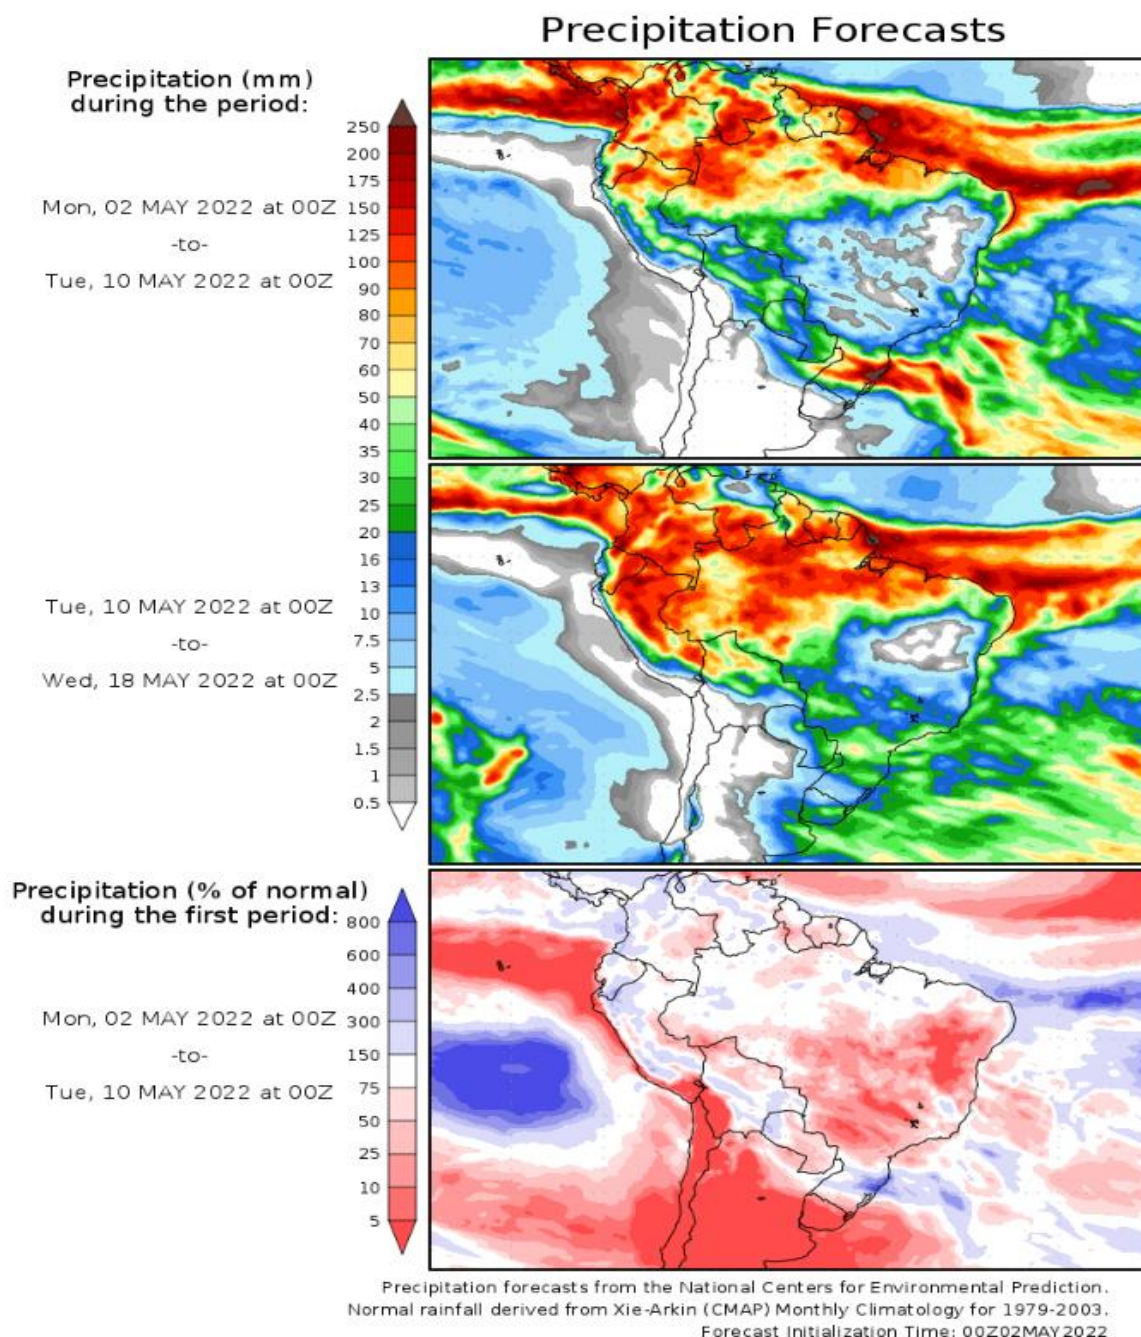 Precipitation Forecasts
Precipitation (mm)
during the period:
250
200
175
150
125
100
90
80
70
60
50
40
35
30
25
20
16
13
10
7.5
5
2.5
2
1.5
1
0.5
Mon, 02 MAY 2022 at 00Z
-to-
Tue, 10 MAY 2022 at 00Z
Tue, 10 MAY 2022 at 00Z
-to-
Wed, 18 MAY 2022 at 00Z
Precipitation (% of normal)
during the first period:
800
600
400
300
150
75
50
25
10
5
Mon, 02 MAY 2022 at 00Z
-to-
Tue, 10 MAY 2022 at 00Z
Precipitation forecasts from the National Centers for Environmental Prediction.
Normal rainfall derived from Xie-Arkin (CMAP) Monthly Climatology for 1979-2003.
Forecast Initialization Time: 00Z02MAY2022